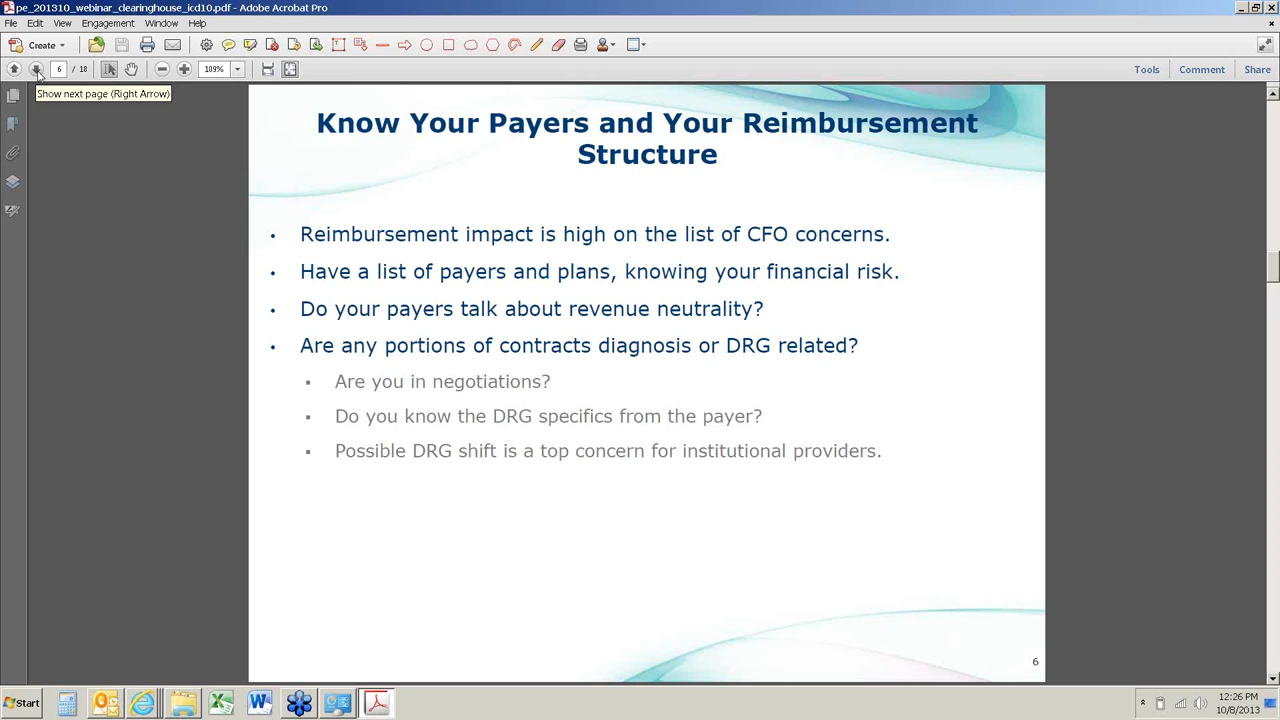 pe_201310_webinar_clearinghouse_icd10.pdf - Adobe Acrobat Pro
File Edit View Engagement Window Help
Create
6 / 18 109% Tools Comment Share
Show next page (Right Arrow)
Know Your Payers and Your Reimbursement
Structure
• Reimbursement impact is high on the list of CFO concerns.
• Have a list of payers and plans, knowing your financial risk.
• Do your payers talk about revenue neutrality?
• Are any portions of contracts diagnosis or DRG related?
▪ Are you in negotiations?
▪ Do you know the DRG specifics from the payer?
▪ Possible DRG shift is a top concern for institutional providers.
6
Start
12:26 PM
10/8/2013